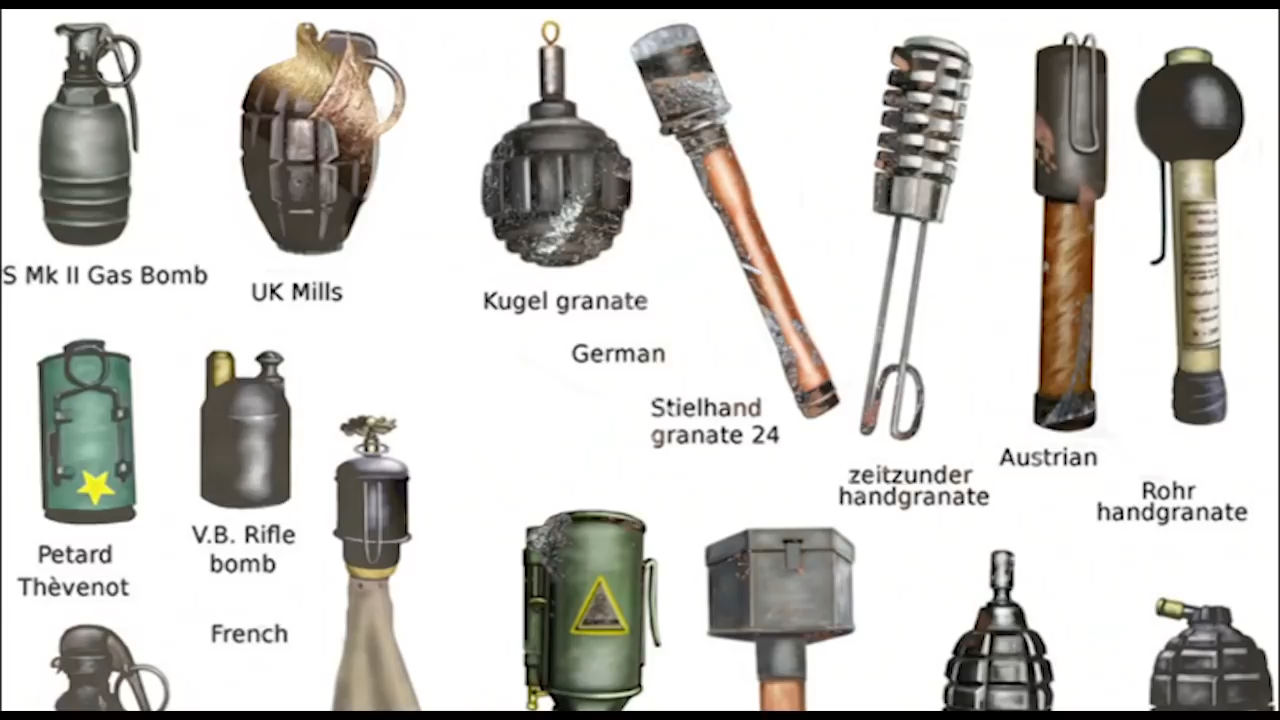 S Mk II Gas Bomb
UK Mills
Kugel granate
German
Stielhand
granate 24
zeitzunder
handgranate
Austrian
Rohr
handgranate
Petard
Thèvenot
V.B. Rifle
bomb
French